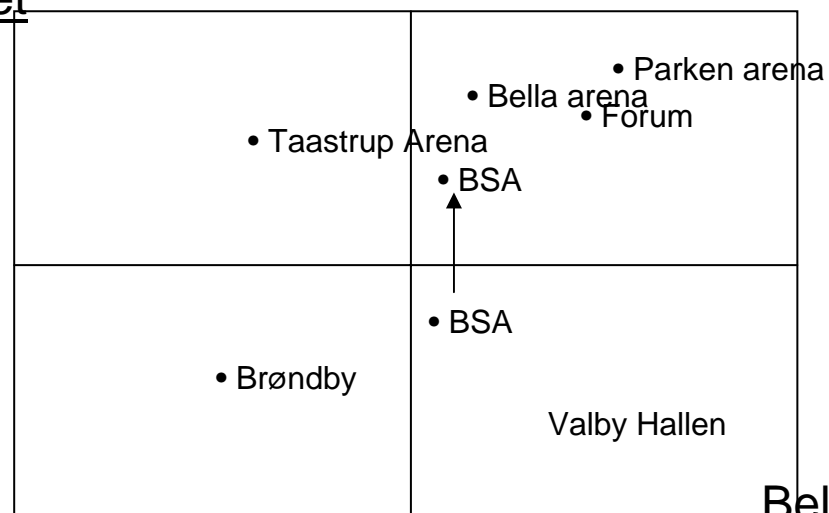 • Parken arena
• Bella arena
• Forum
• Taastrup Arena
• BSA
• BSA
• Brøndby
Valby Hallen